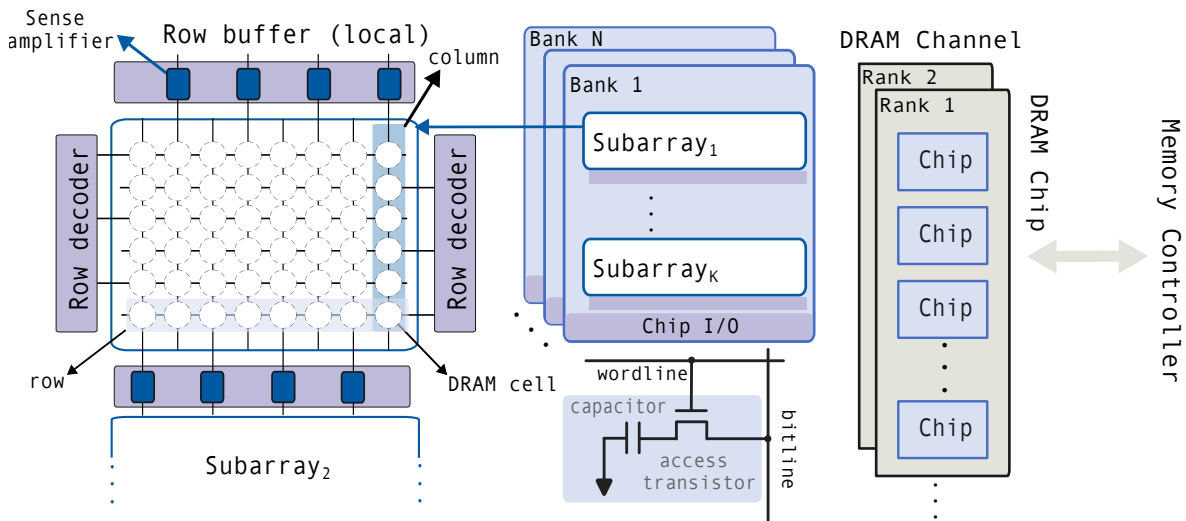 Sense
amplifier
Row buffer (local)
column
Row decoder
Row decoder
row
DRAM cell
Subarray2
Bank N
Bank 1
Subarray1
SubarrayK
Chip I/O
wordline
capacitor
access
transistor
bitline
DRAM Channel
Rank 2
Rank 1
Chip
Chip
Chip
Chip
DRAM Chip
Memory Controller